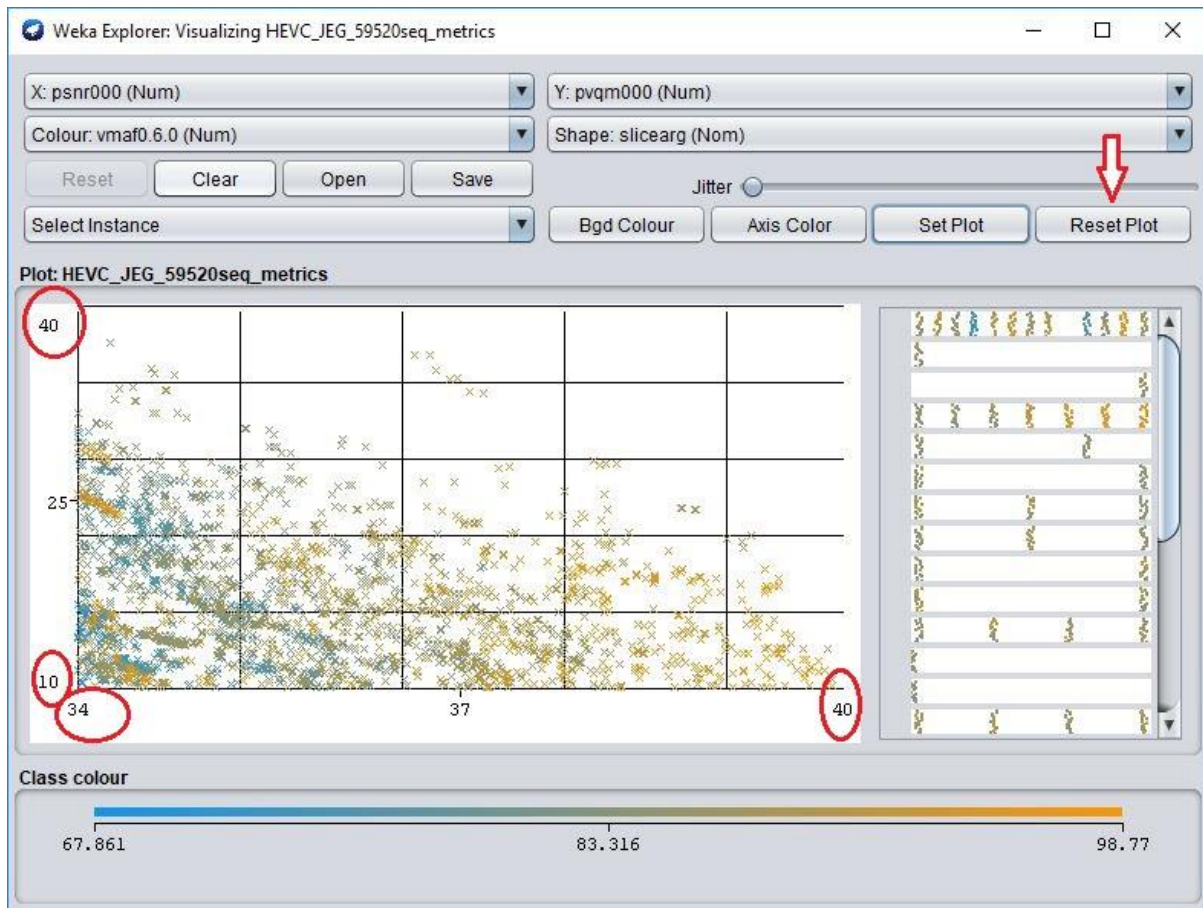 Weka Explorer: Visualizing HEVC_JEG_59520seq_metrics
X: psnr000 (Num)
Y: pvqm000 (Num)
Colour: vmaf0.6.0 (Num)
Shape: slicearg (Nom)
Reset Clear Open Save
Jitter
Select Instance
Bgd Colour Axis Color Set Plot Reset Plot
Plot: HEVC_JEG_59520seq_metrics
40
25
10
34 37 40
Class colour
67.861 83.316 98.77